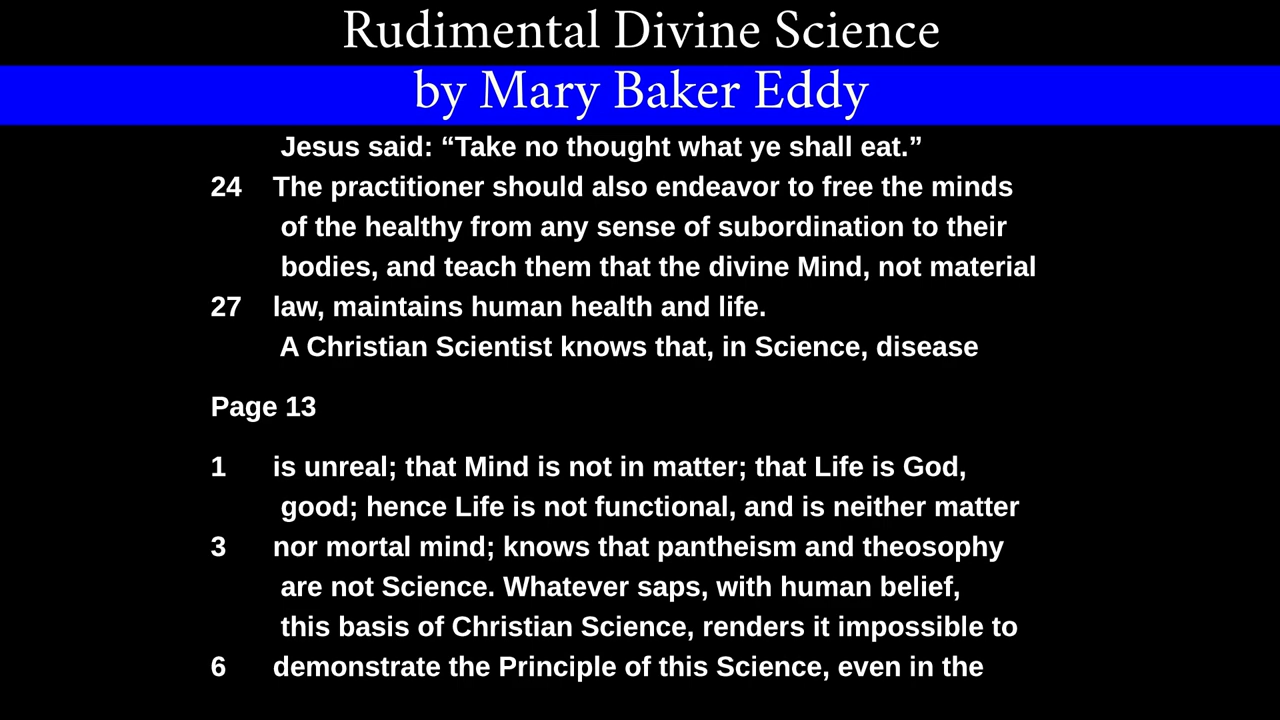 Rudimental Divine Science
by Mary Baker Eddy
Jesus said: “Take no thought what ye shall eat.”
24 The practitioner should also endeavor to free the minds
of the healthy from any sense of subordination to their
bodies, and teach them that the divine Mind, not material
27 law, maintains human health and life.
A Christian Scientist knows that, in Science, disease
Page 13
1 is unreal; that Mind is not in matter; that Life is God,
good; hence Life is not functional, and is neither matter
3 nor mortal mind; knows that pantheism and theosophy
are not Science. Whatever saps, with human belief,
this basis of Christian Science, renders it impossible to
6 demonstrate the Principle of this Science, even in the